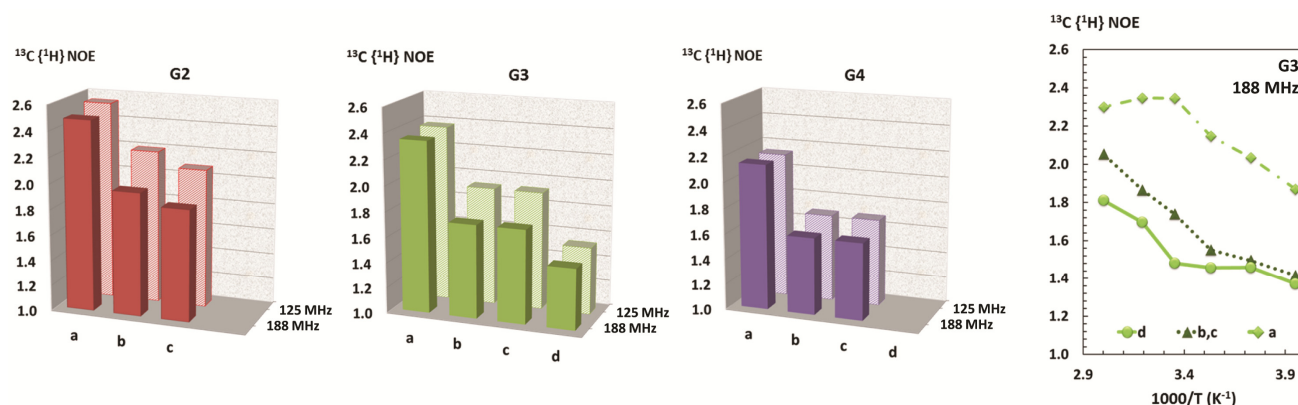 ¹³C {¹H} NOE
G2
2.6
2.4
2.2
2.0
1.8
1.6
1.4
1.2
1.0
a
b
c
125 MHz
188 MHz
¹³C {¹H} NOE
G3
2.6
2.4
2.2
2.0
1.8
1.6
1.4
1.2
1.0
a
b
c
d
125 MHz
188 MHz
¹³C {¹H} NOE
G4
2.6
2.4
2.2
2.0
1.8
1.6
1.4
1.2
1.0
a
b
c
d
125 MHz
188 MHz
¹³C {¹H} NOE
G3
188 MHz
2.6
2.4
2.2
2.0
1.8
1.6
1.4
1.2
1.0
d b,c a
2.9 3.4 3.9
1000/T (K⁻¹)